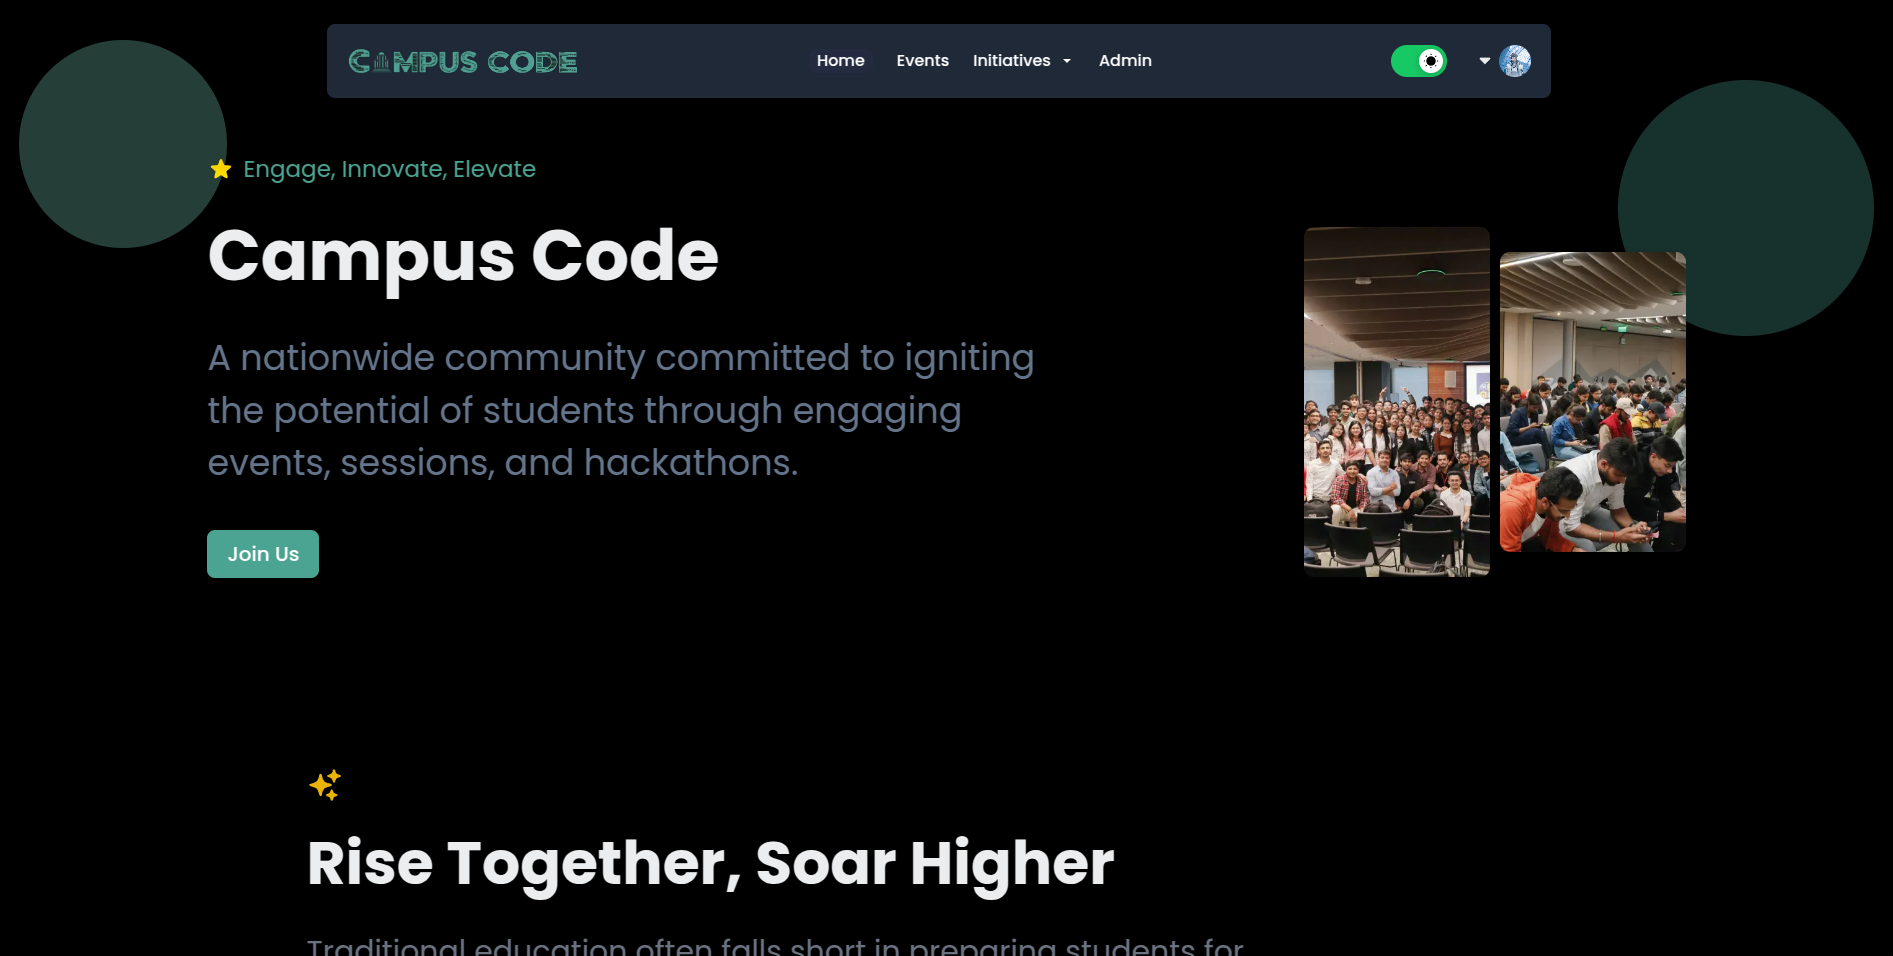 CAMPUS CODE
Home Events Initiatives Admin
Engage, Innovate, Elevate
Campus Code
A nationwide community committed to igniting
the potential of students through engaging
events, sessions, and hackathons.
Join Us
Rise Together, Soar Higher
Traditional education often falls short in preparing students for